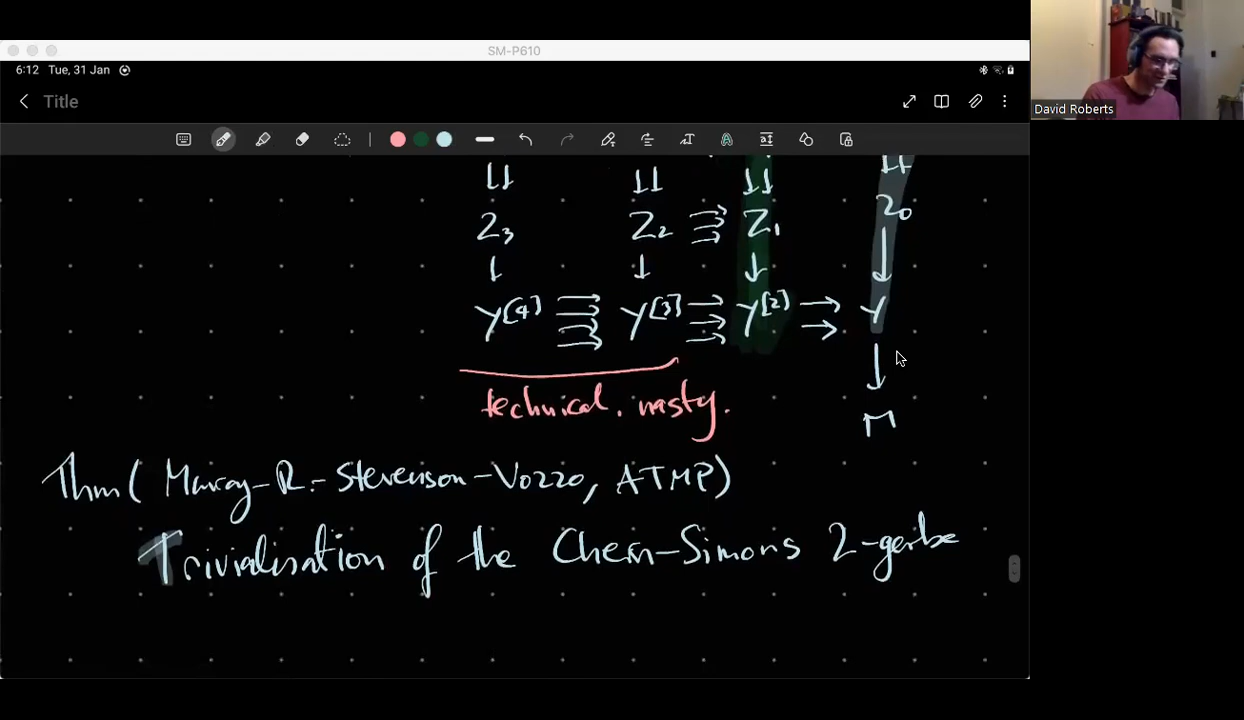 SM-P610
6:12 Tue, 31 Jan
Title
David Roberts
Z₀
Z₃ Z₂ Z₁
Y[4] Y[3] Y[2] Y
technical. nasty.
M
Thm (Murray-R.-Stevenson-Vozzo, ATMP)
Trivialisation of the Chern-Simons 2-gerbe